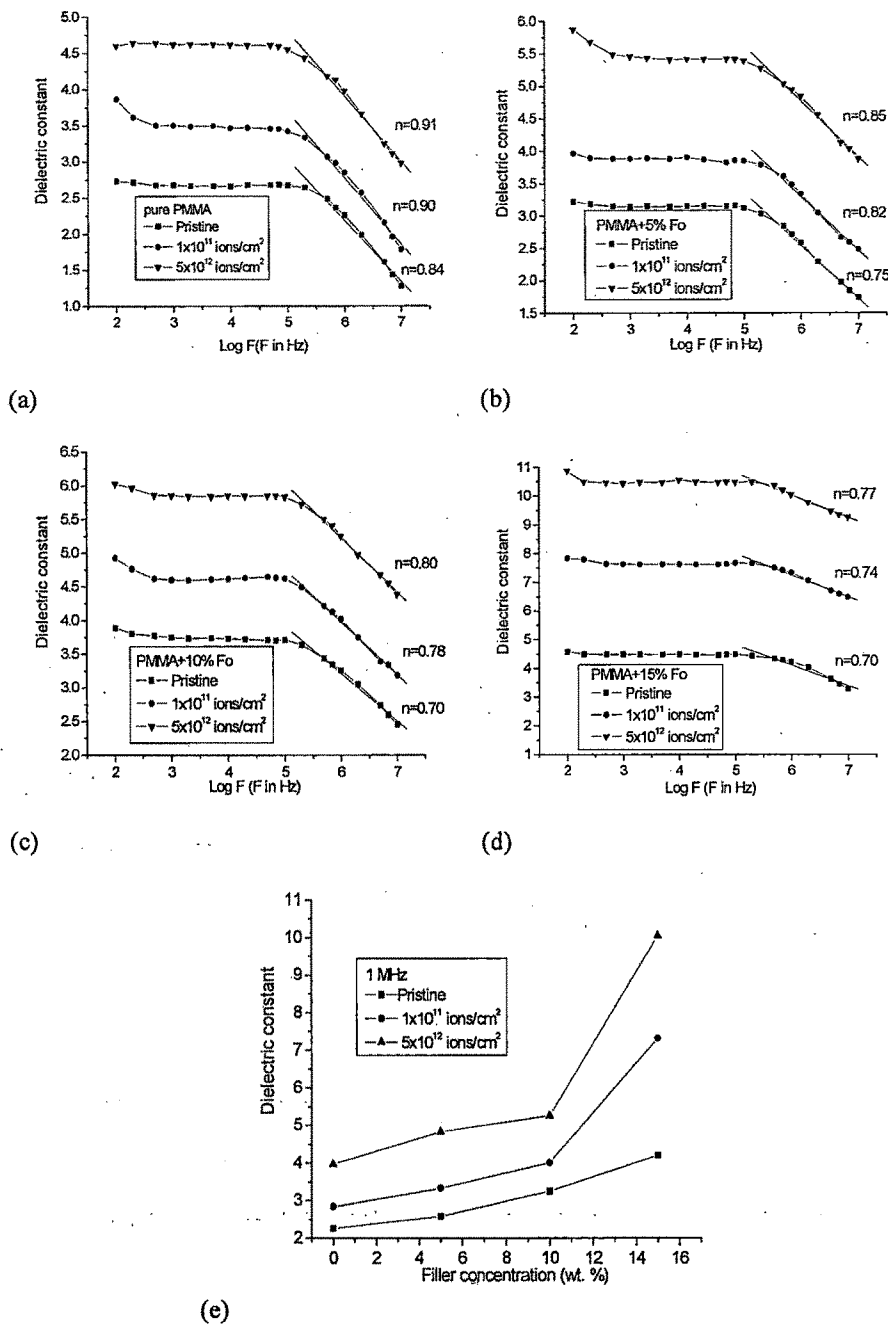 5.0
4.5
4.0
3.5
3.0
2.5
2.0
1.5
1.0
Dielectric constant
n=0.91
n=0.90
n=0.84
pure PMMA
Pristine
1x10¹¹ ions/cm²
5x10¹² ions/cm²
2 3 4 5 6 7
Log F(F in Hz)
(a)
6.0
5.5
5.0
4.5
4.0
3.5
3.0
2.5
2.0
1.5
Dielectric constant
n=0.85
n=0.82
n=0.75
PMMA+5% Fo
Pristine
1x10¹¹ ions/cm²
5x10¹² ions/cm²
2 3 4 5 6 7
Log F (F in Hz)
(b)
6.5
6.0
5.5
5.0
4.5
4.0
3.5
3.0
2.5
2.0
Dielectric constant
n=0.80
n=0.78
n=0.70
PMMA+10% Fo
Pristine
1x10¹¹ ions/cm²
5x10¹² ions/cm²
2 3 4 5 6 7
Log F (F in Hz)
(c)
11
10
9
8
7
6
5
4
3
2
1
Dielectric constant
n=0.77
n=0.74
n=0.70
PMMA+15% Fo
Pristine
1x10¹¹ ions/cm²
5x10¹² ions/cm²
2 3 4 5 6 7
Log F (F in Hz)
(d)
11
10
9
8
7
6
5
4
3
2
Dielectric constant
1 MHz
Pristine
1x10¹¹ ions/cm²
5x10¹² ions/cm²
0 2 4 6 8 10 12 14 16
Filler concentration (wt. %)
(e)